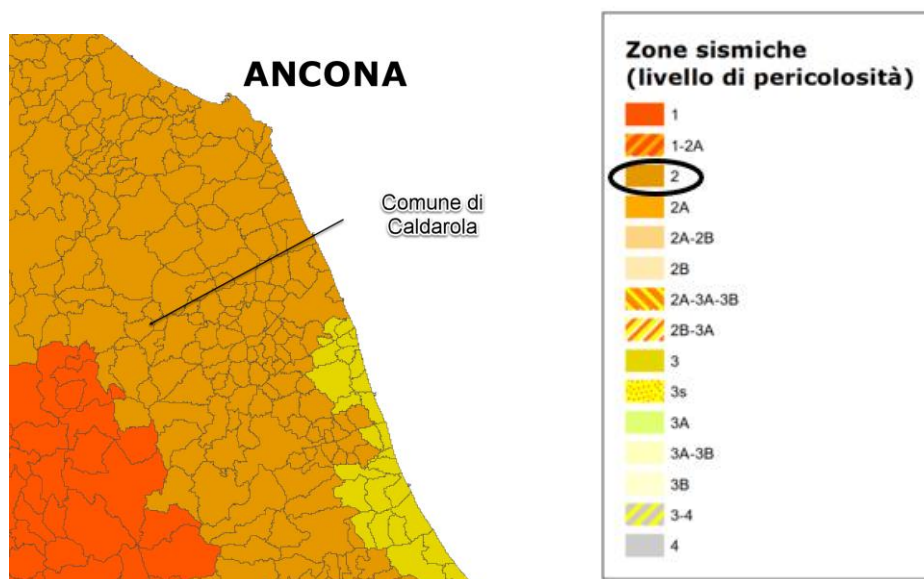 ANCONA
Comune di
Caldarola
Zone sismiche
(livello di pericolosità)
1
1-2A
2
2A
2A-2B
2B
2A-3A-3B
2B-3A
3
3s
3A
3A-3B
3B
3-4
4